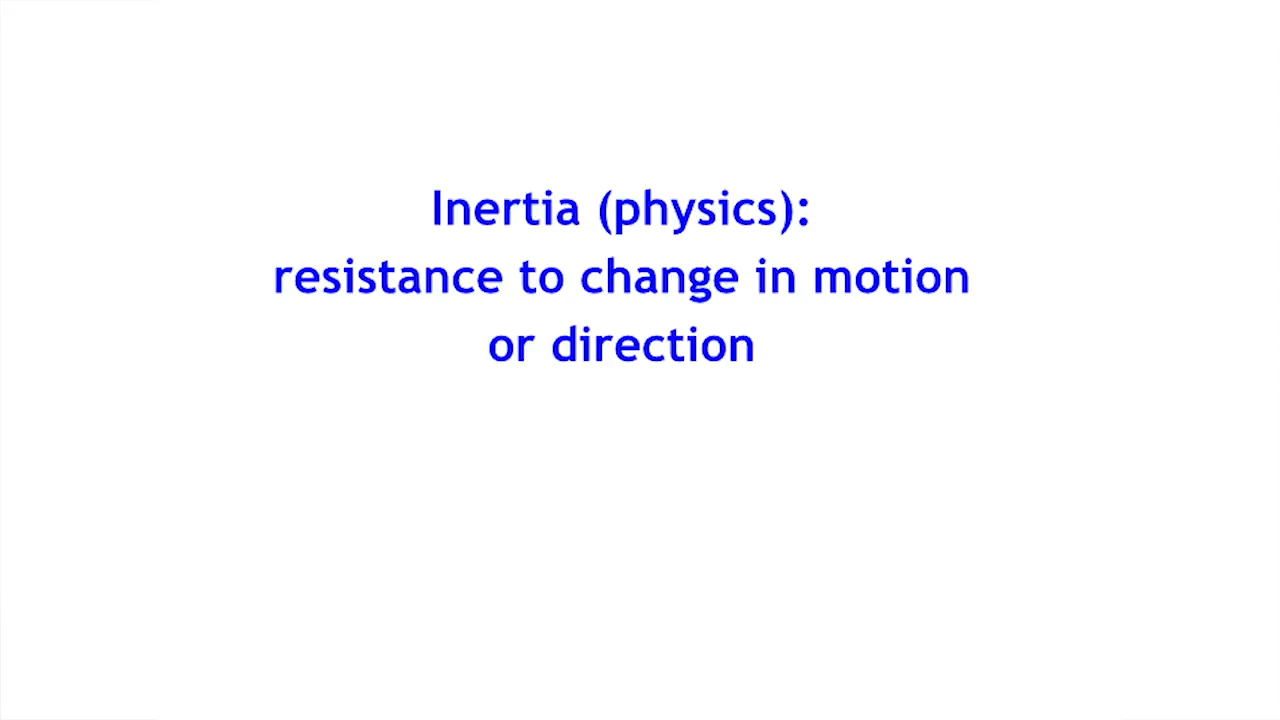 Inertia (physics):
resistance to change in motion
or direction